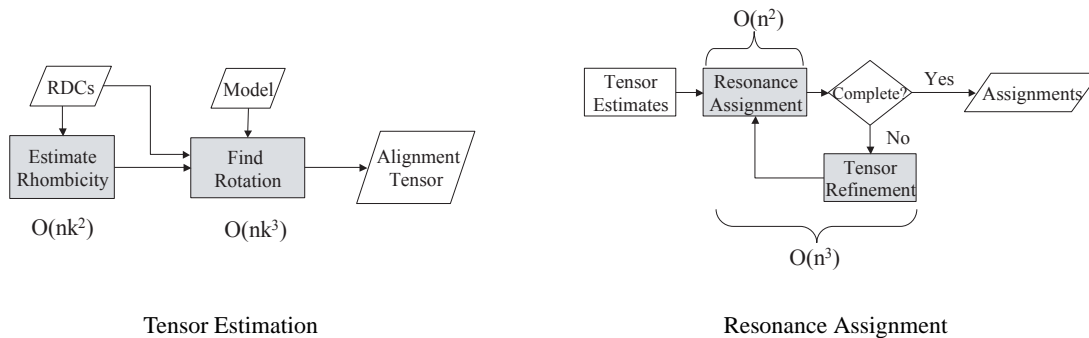 RDCs
Model
Estimate
Rhombicity
Find
Rotation
Alignment
Tensor
O(nk²)
O(nk³)
Tensor Estimation
O(n²)
Tensor
Estimates
Resonance
Assignment
Complete?
Yes
Assignments
No
Tensor
Refinement
O(n³)
Resonance Assignment